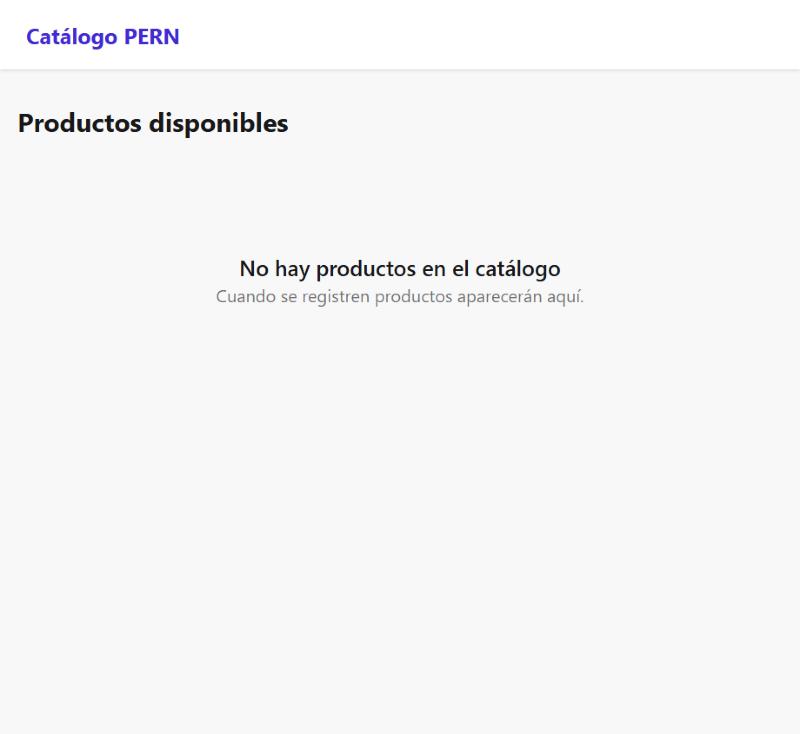 Catálogo PERN
Productos disponibles
No hay productos en el catálogo
Cuando se registren productos aparecerán aquí.